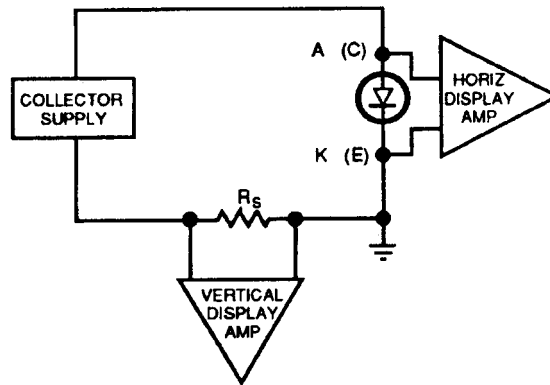 A (C)
HORIZ
DISPLAY
AMP
COLLECTOR
SUPPLY
K (E)
RS
VERTICAL
DISPLAY
AMP